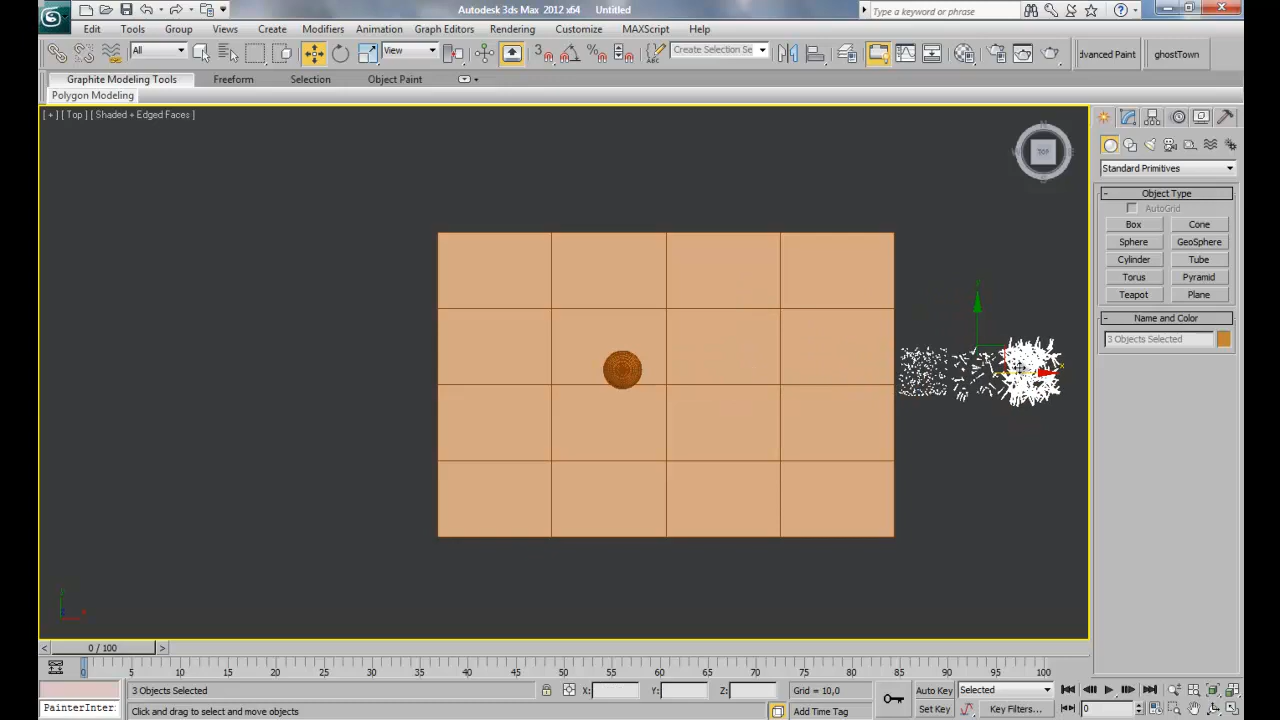 Autodesk 3ds Max 2012 x64 Untitled
Type a keyword or phrase
Edit Tools Group Views Create Modifiers Animation Graph Editors Rendering Customize MAXScript Help
All View Create Selection Se dvanced Paint ghostTown
Graphite Modeling Tools Freeform Selection Object Paint
Polygon Modeling
[ + ] [ Top ] [ Shaded + Edged Faces ]
TOP
Standard Primitives
Object Type
AutoGrid
Box Cone
Sphere GeoSphere
Cylinder Tube
Torus Pyramid
Teapot Plane
Name and Color
3 Objects Selected
0 / 100
0 5 10 15 20 25 30 35 40 45 50 55 60 65 70 75 80 85 90 95 100
3 Objects Selected X: Y: Z: Grid = 10,0 Auto Key Selected
PainterInter: Click and drag to select and move objects Add Time Tag Set Key Key Filters... 0